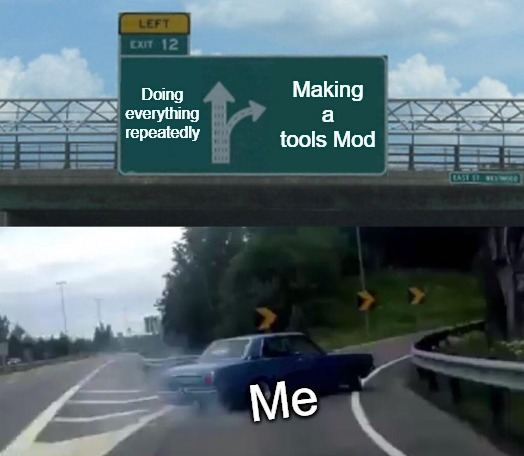 LEFT
EXIT 12
Doing
everything
repeatedly
Making
a
tools Mod
Me